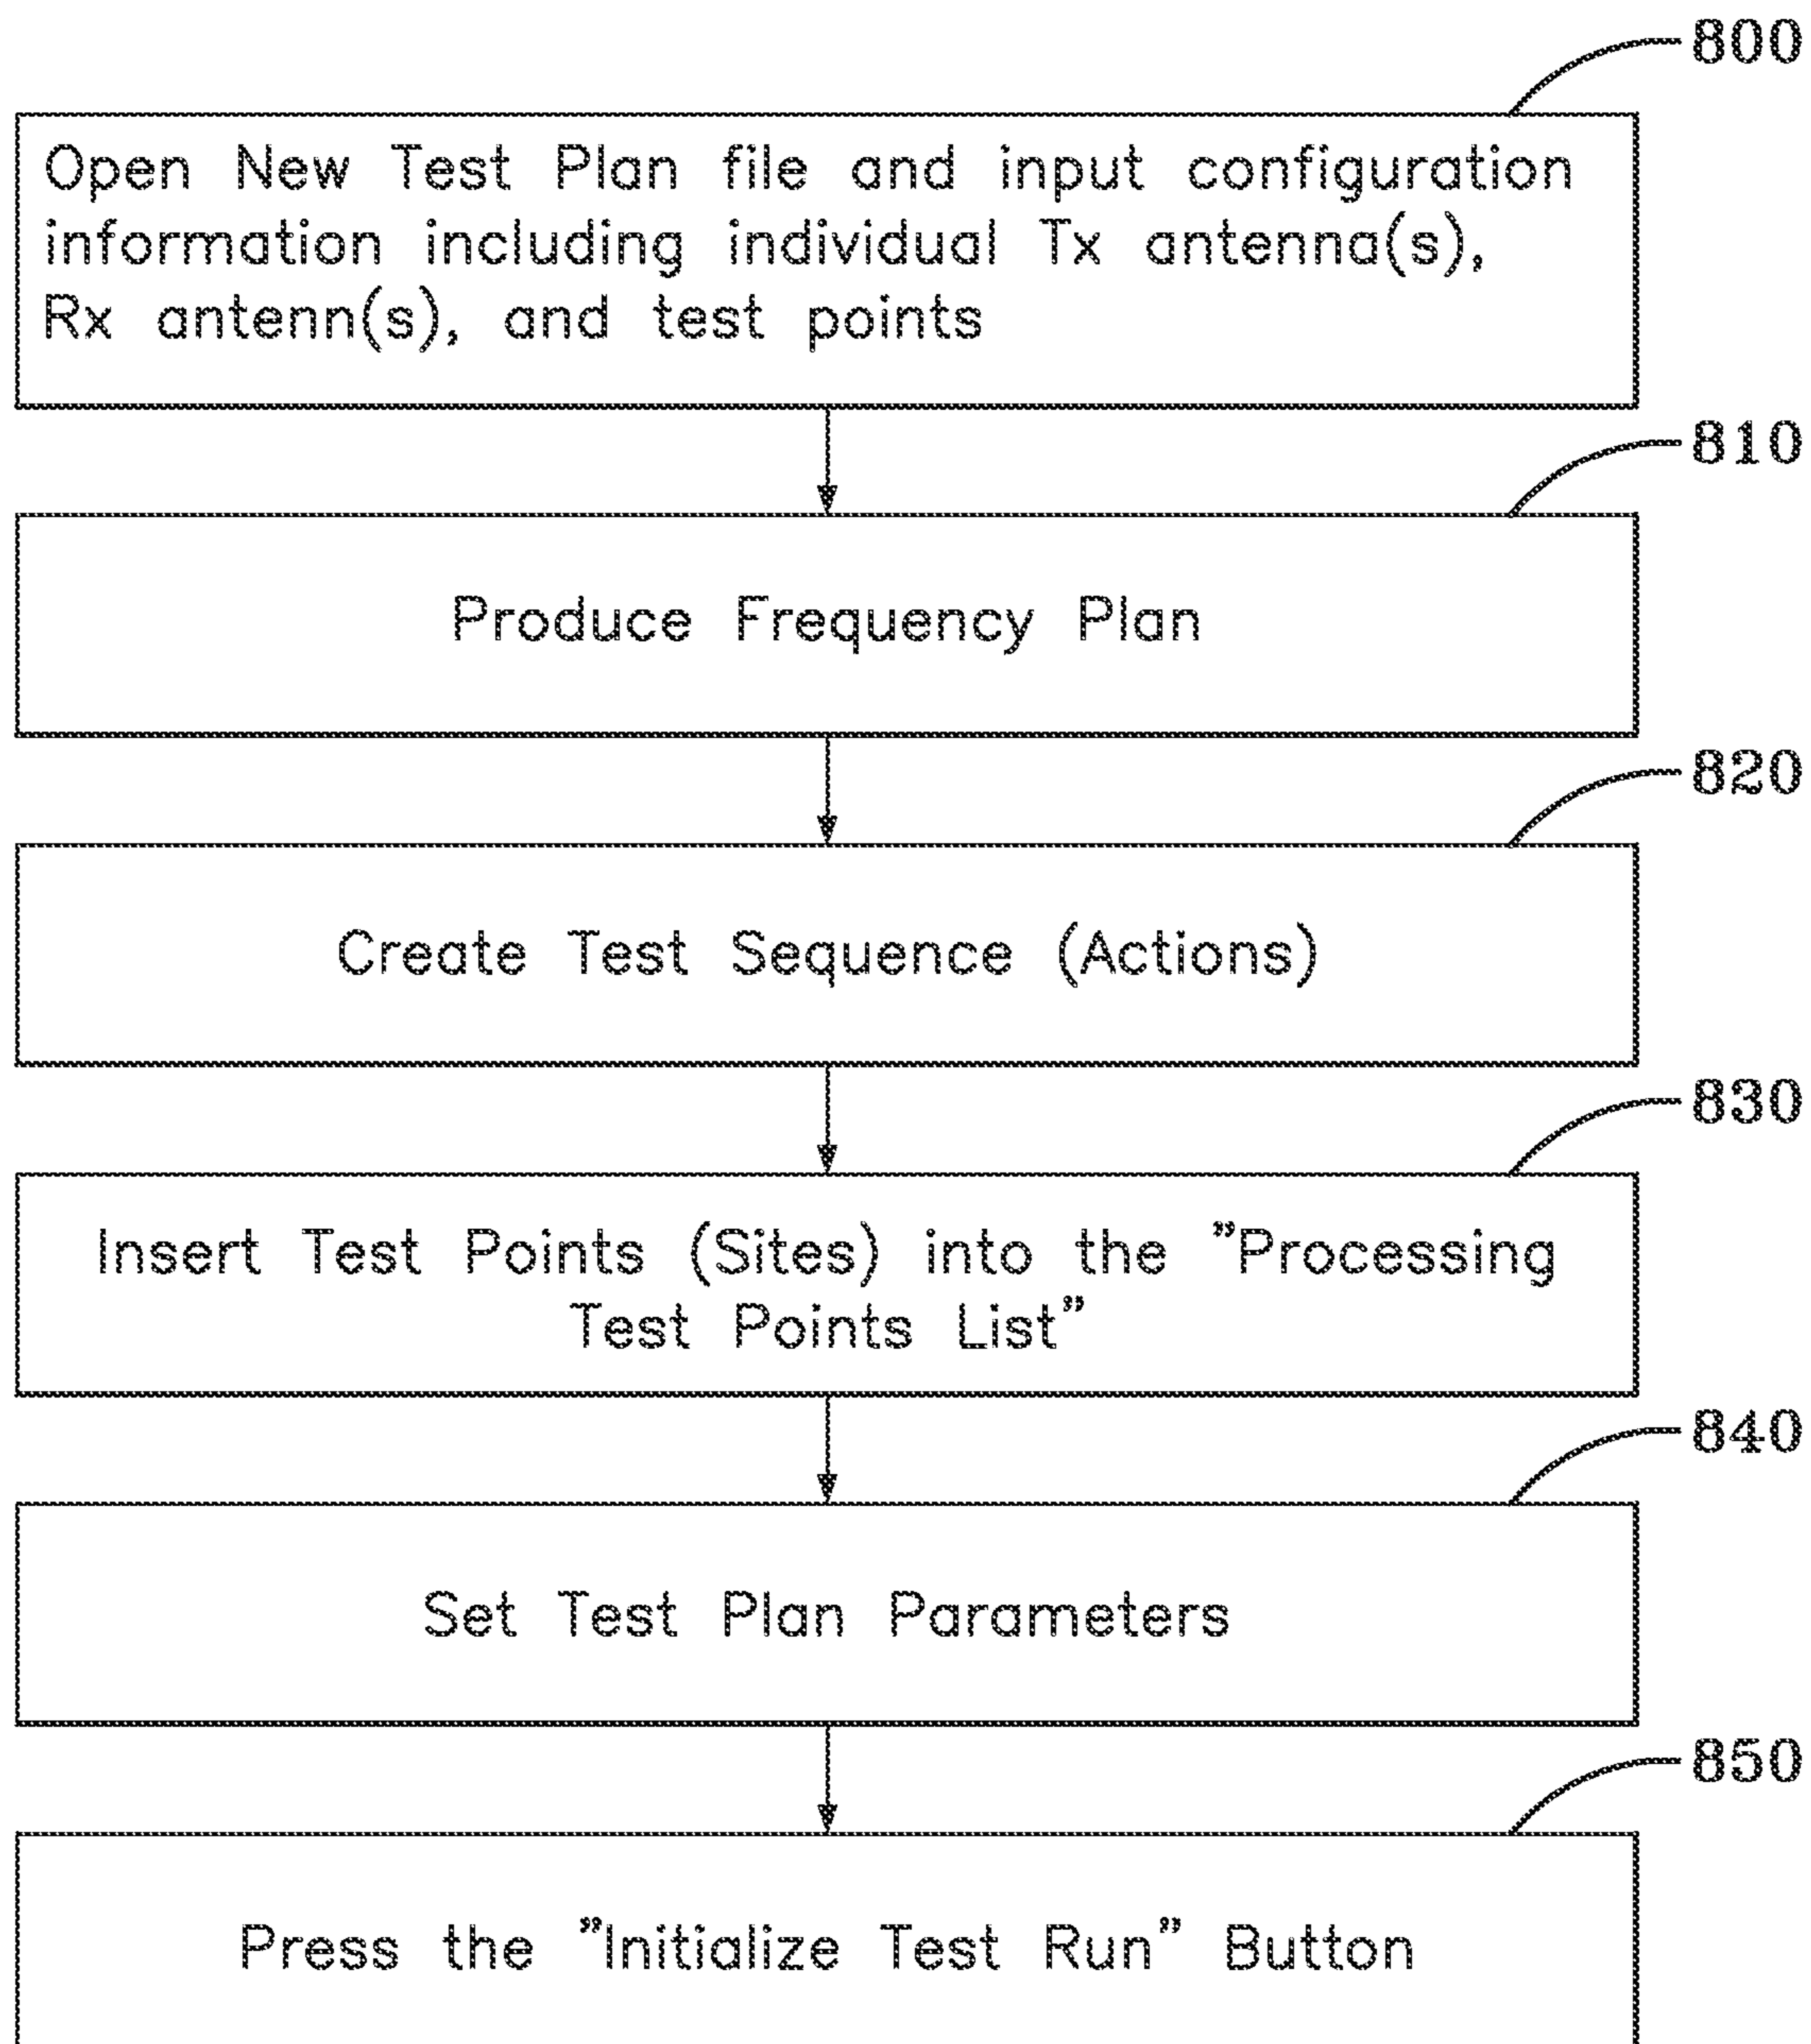 800
Open New Test Plan file and input configuration
information including individual Tx antenna(s),
Rx antenn(s), and test points
810
Produce Frequency Plan
820
Create Test Sequence (Actions)
830
Insert Test Points (Sites) into the ”Processing
Test Points List”
840
Set Test Plan Parameters
850
Press the ”Initialize Test Run” Button